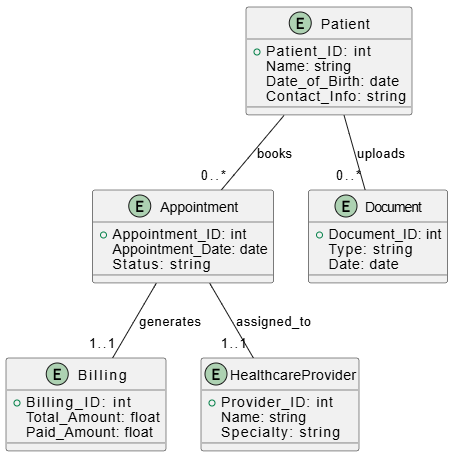 E Patient
Patient_ID: int
Name: string
Date_of_Birth: date
Contact_Info: string
books
uploads
0..*
0..*
E Appointment
Appointment_ID: int
Appointment_Date: date
Status: string
E Document
Document_ID: int
Type: string
Date: date
generates
assigned_to
1..1
1..1
E Billing
Billing_ID: int
Total_Amount: float
Paid_Amount: float
E HealthcareProvider
Provider_ID: int
Name: string
Specialty: string